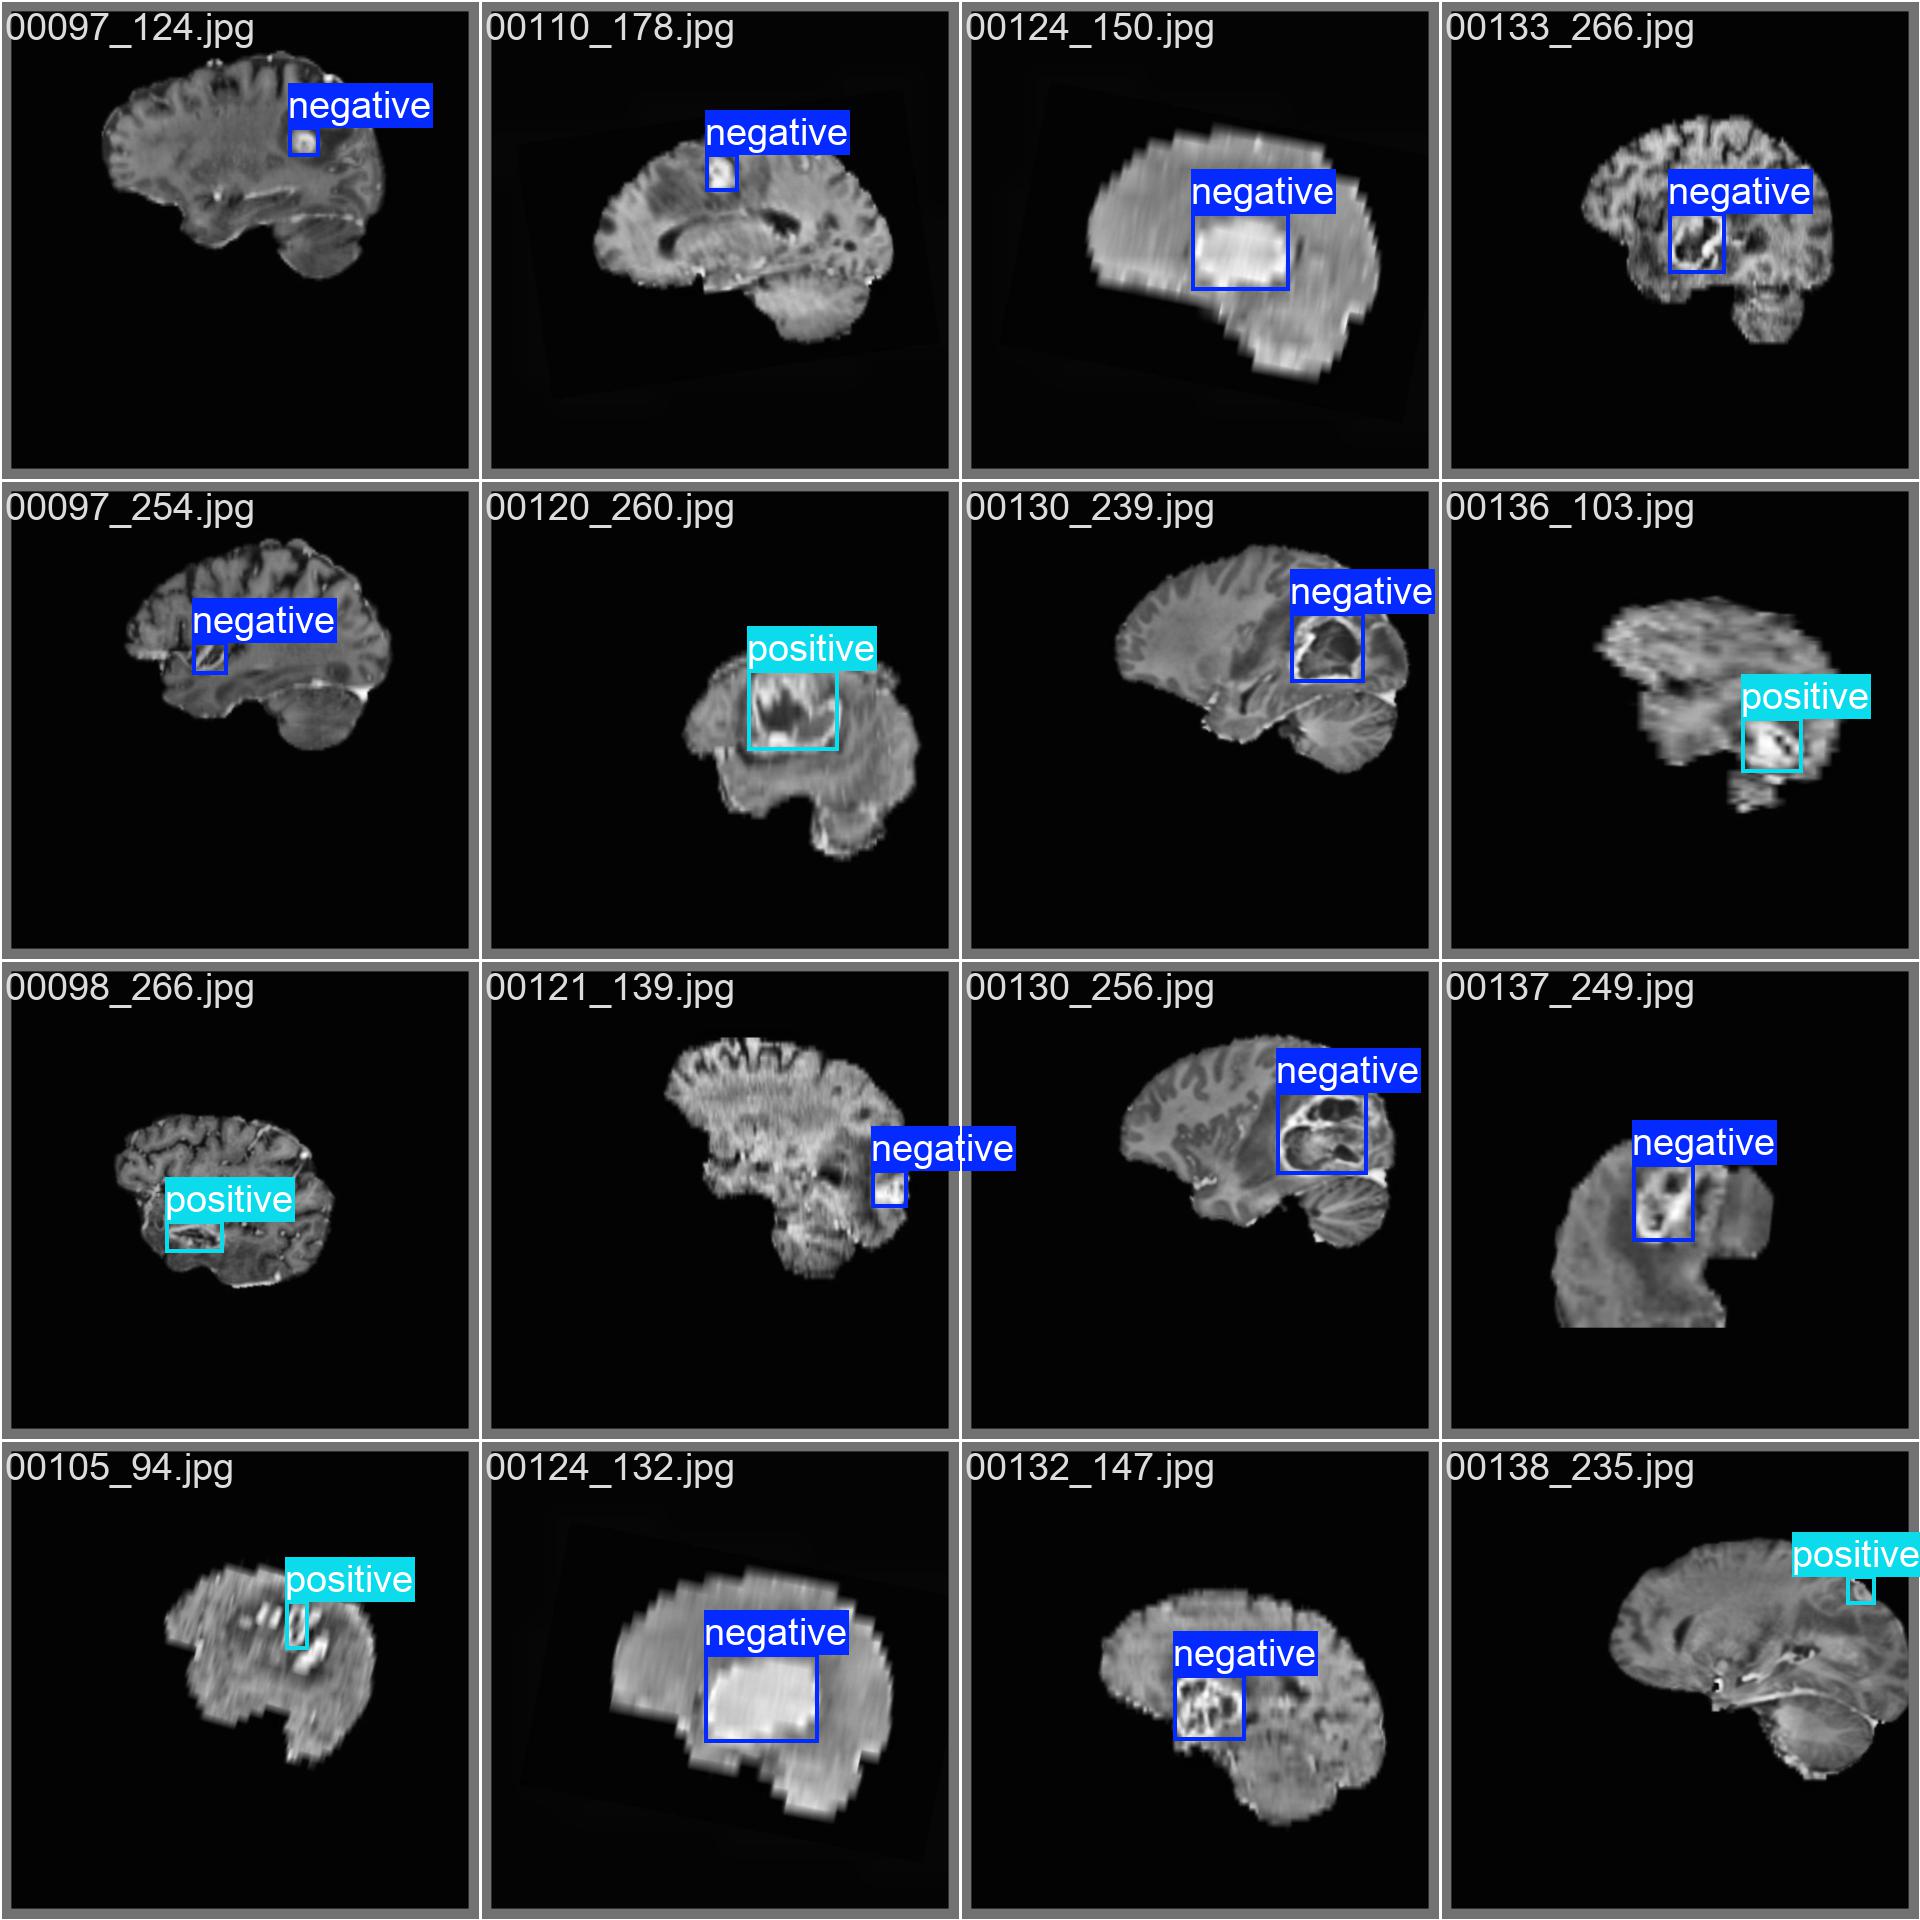 00097_124.jpg
negative
00110_178.jpg
negative
00124_150.jpg
negative
00133_266.jpg
negative
00097_254.jpg
negative
00120_260.jpg
positive
00130_239.jpg
negative
00136_103.jpg
positive
00098_266.jpg
positive
00121_139.jpg
negative
00130_256.jpg
negative
00137_249.jpg
negative
00105_94.jpg
positive
00124_132.jpg
negative
00132_147.jpg
negative
00138_235.jpg
positive